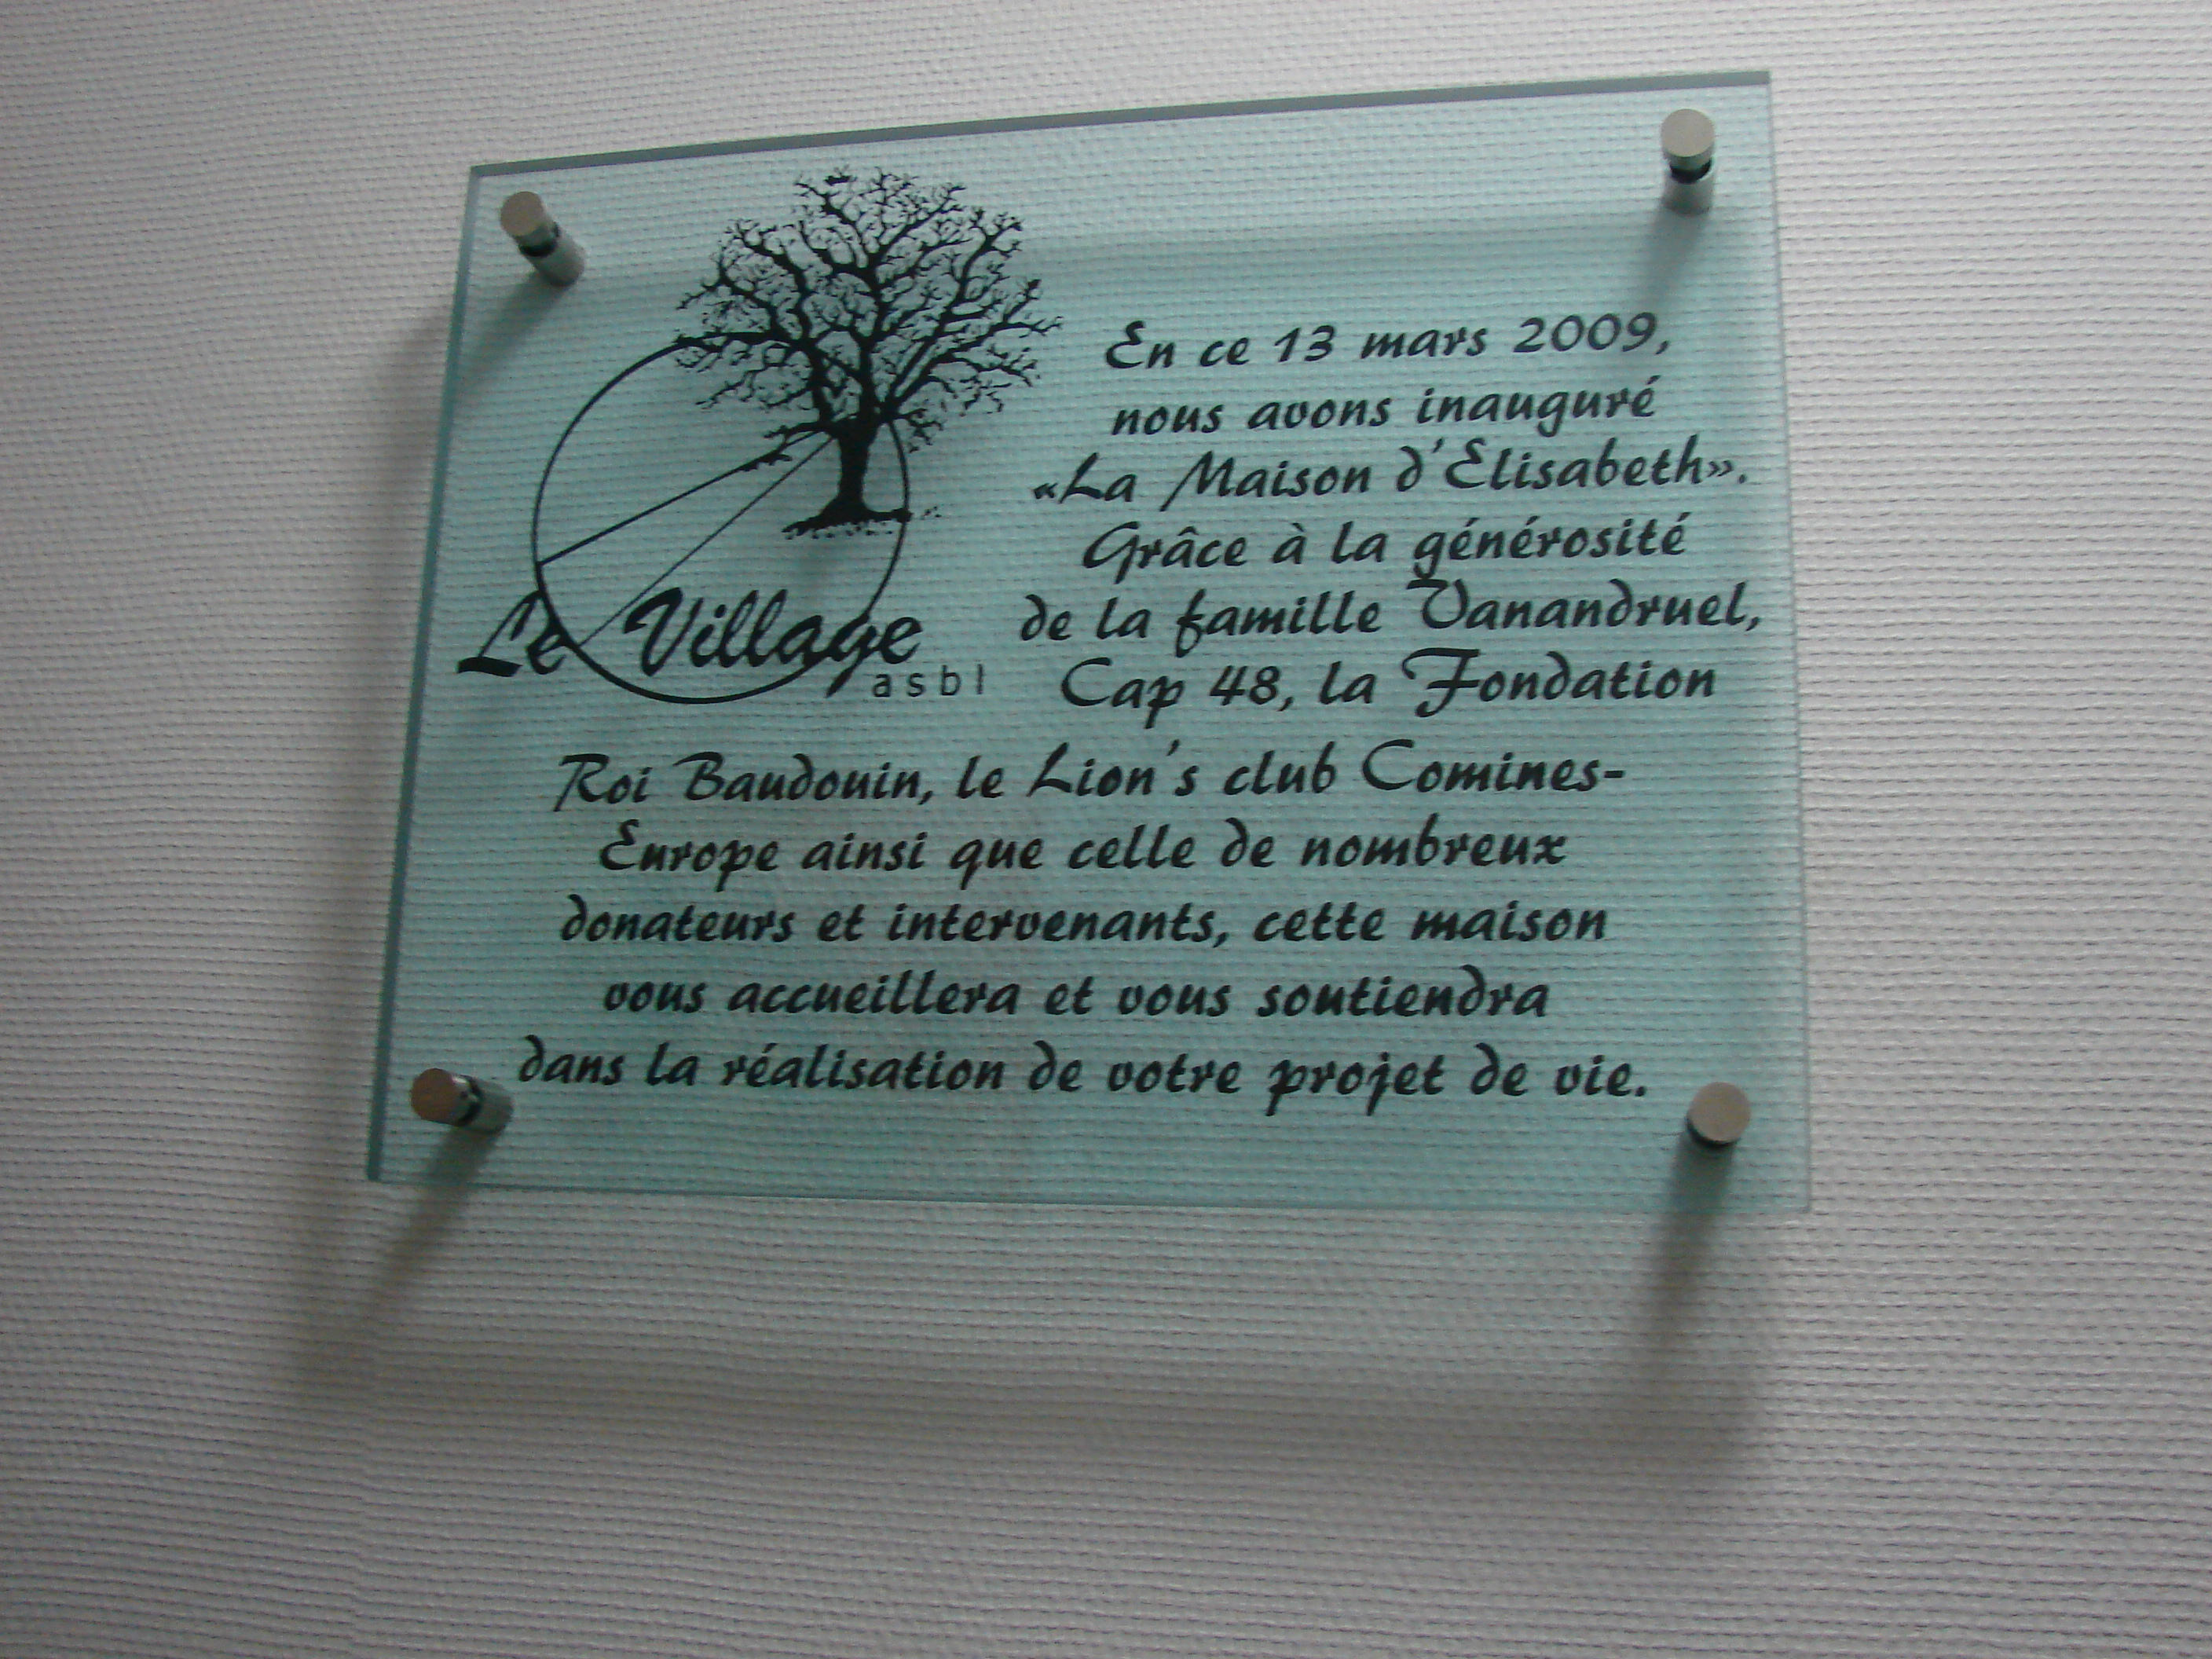 Le Village
asbl
En ce 13 mars 2009,
nous avons inauguré
«La Maison d'Elisabeth».
Grâce à la générosité
de la famille Vanandruel,
Cap 48, la Fondation
Roi Baudouin, le Lion's club Comines-
Europe ainsi que celle de nombreux
donateurs et intervenants, cette maison
vous accueillera et vous soutiendra
dans la réalisation de votre projet de vie.